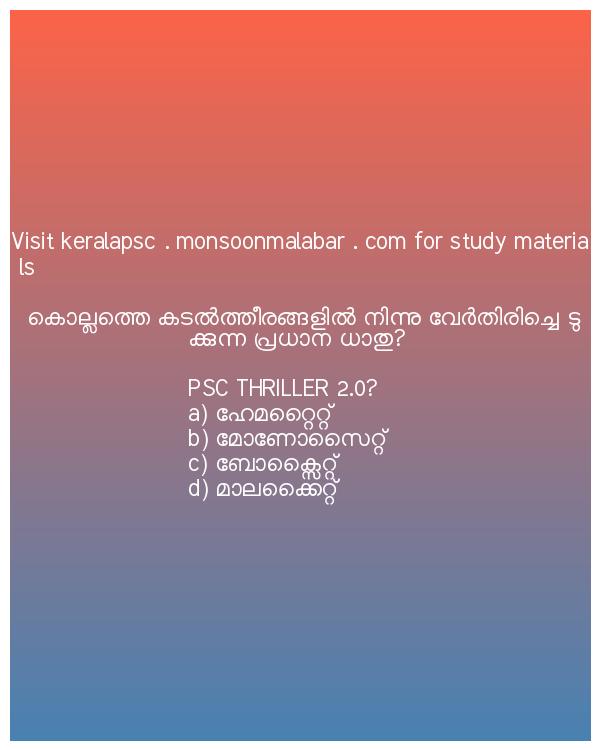 Visit keralapsc . monsoonmalabar . com for study materia
ls
കൊല്ലത്തെ കടൽത്തീരങ്ങളിൽ നിന്നു വേർതിരിച്ചെ ടു
ക്കുന്ന പ്രധാന ധാതു?
PSC THRILLER 2.0?
a) ഹേമറ്റൈറ്റ്
b) മോണോസൈറ്റ്
c) ബോക്സൈറ്റ്
d) മാലക്കൈറ്റ്